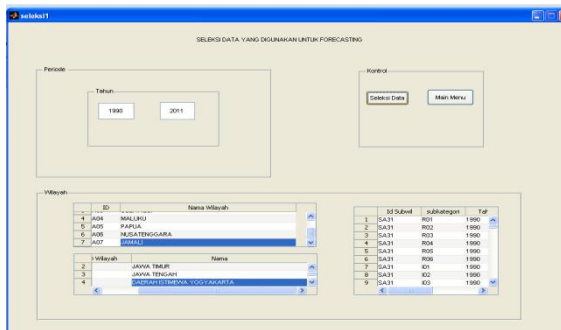 seleksi1
SELEKSI DATA YANG DIGUNAKAN UNTUK FORECASTING
Periode
Tahun
1990 2011
Kontrol
Seleksi Data Main Menu
Wilayah
ID Nama Wilayah
4 A04 MALUKU
5 A05 PAPUA
6 A06 NUSATENGGARA
7 A07 JAMALI
Wilayah Nama
2 JAWA TIMUR
3 JAWA TENGAH
4 DAERAH ISTIMEWA YOGYAKARTA
Id Subwil subkategori Tah
1 SA31 R01 1990
2 SA31 R02 1990
3 SA31 R03 1990
4 SA31 R04 1990
5 SA31 R05 1990
6 SA31 R06 1990
7 SA31 I01 1990
8 SA31 I02 1990
9 SA31 I03 1990